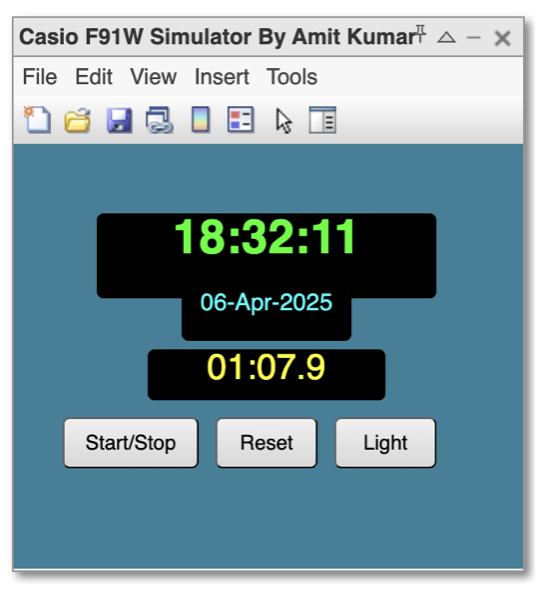 Casio F91W Simulator By Amit Kumar
File Edit View Insert Tools
18:32:11
06-Apr-2025
01:07.9
Start/Stop Reset Light